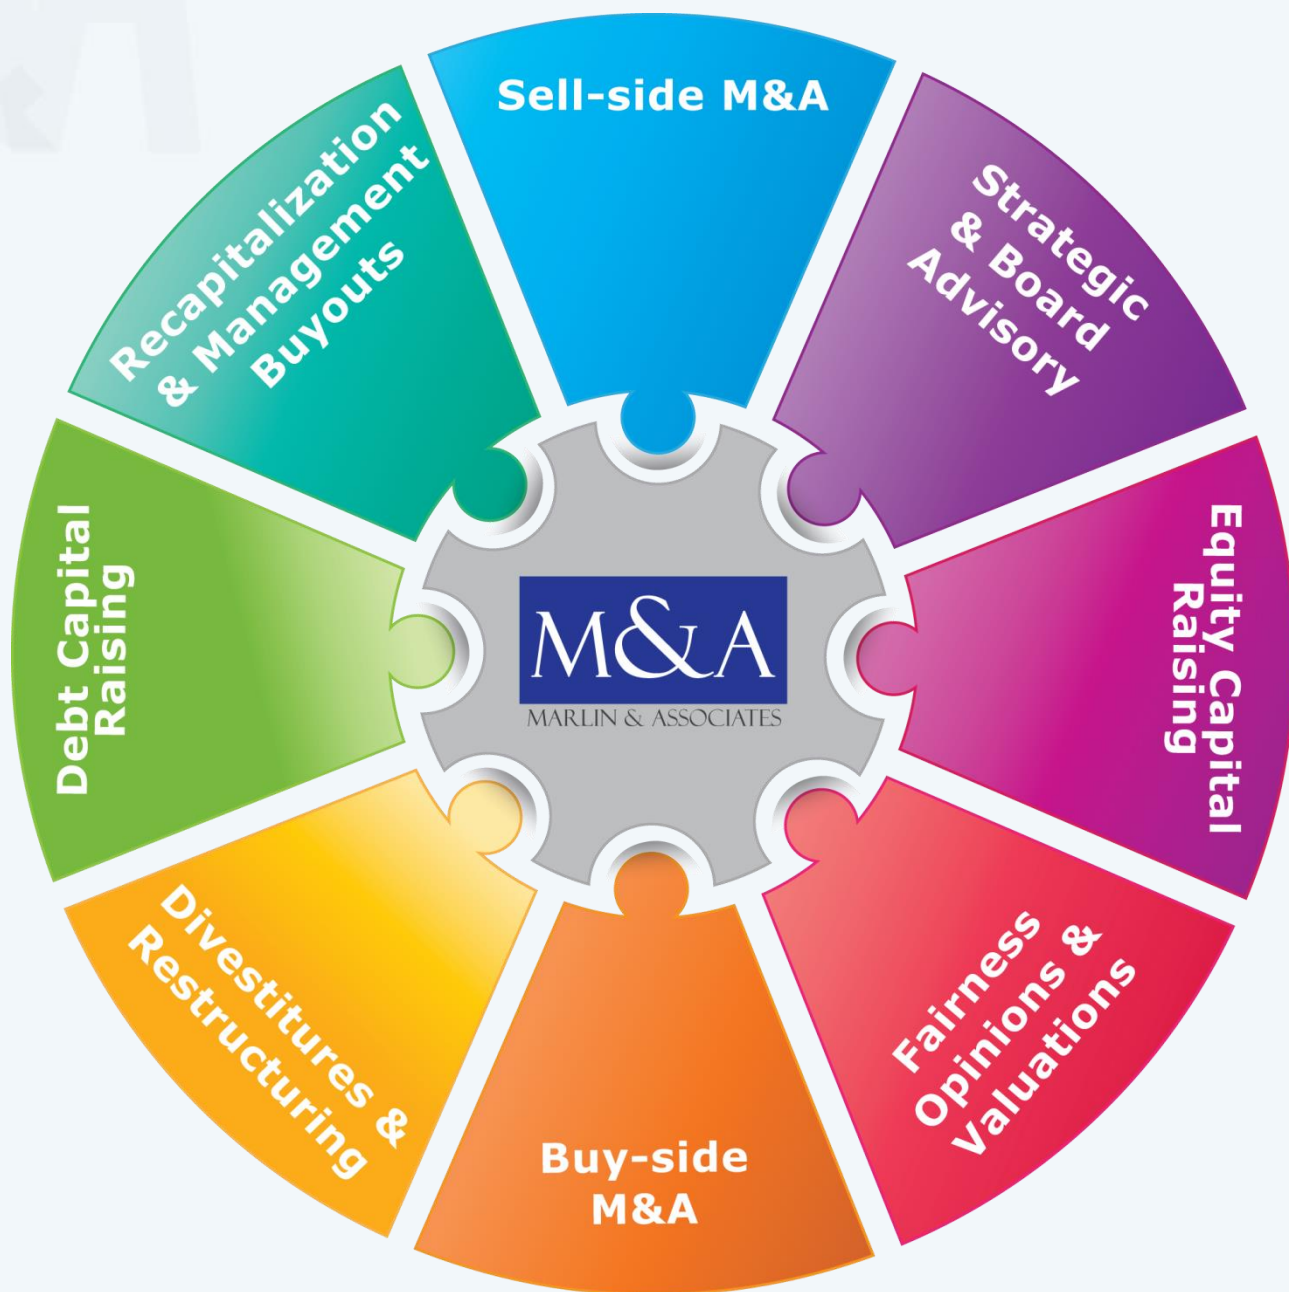 Sell-side M&A
Strategic
& Board
Advisory
Equity Capital
Raising
Fairness
Opinions &
Valuations
Buy-side
M&A
Divestitures &
Restructuring
Debt Capital
Raising
Recapitalization
& Management
Buyouts
M&A
MARLIN & ASSOCIATES